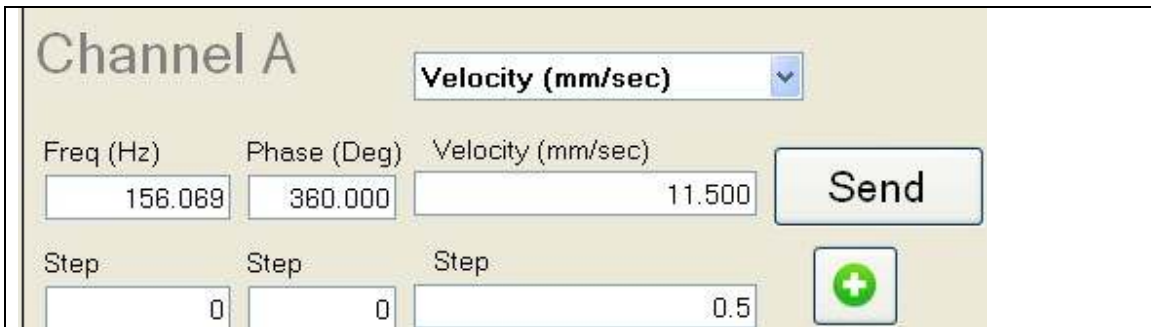 Channel A
Velocity (mm/sec)
Freq (Hz) Phase (Deg) Velocity (mm/sec)
156.069 360.000 11.500 Send
Step Step Step
0 0 0.5